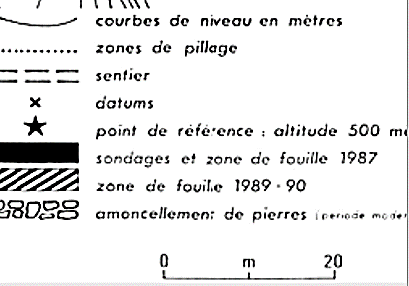 courbes de niveau en mètres
zones de pillage
sentier
datums
point de référence : altitude 500
sondages et zone de fouille 1987
zone de fouille 1989-90
amoncellement de pierres (période
0 m 20